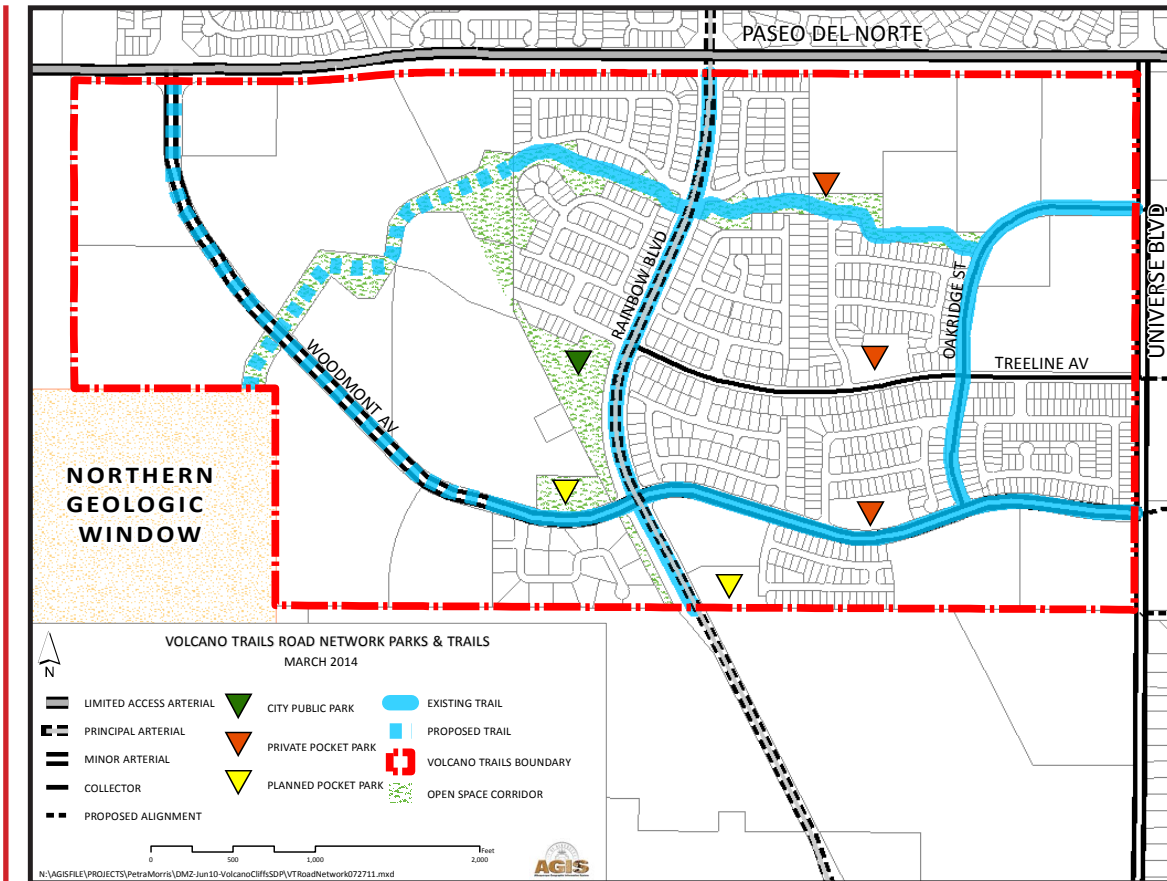 PASEO DEL NORTE
UNIVERSE BLVD
RAINBOW BLVD
OAKRIDGE ST
TREELINE AV
WOODMONT AV
NORTHERN
GEOLOGIC
WINDOW
VOLCANO TRAILS ROAD NETWORK PARKS & TRAILS
MARCH 2014
N
LIMITED ACCESS ARTERIAL
PRINCIPAL ARTERIAL
MINOR ARTERIAL
COLLECTOR
PROPOSED ALIGNMENT
CITY PUBLIC PARK
PRIVATE POCKET PARK
PLANNED POCKET PARK
EXISTING TRAIL
PROPOSED TRAIL
VOLCANO TRAILS BOUNDARY
OPEN SPACE CORRIDOR
Feet
0 500 1,000 2,000
AGIS
N:\AGISFILE\PROJECTS\PetraMorris\DMZ-Jun10-VolcanoCliffsSDP\VTRoadNetwork072711.mxd